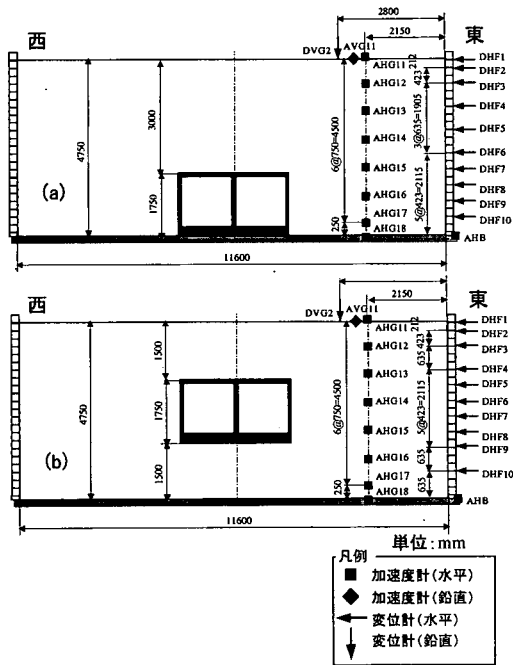 2800
2150
西
東
DVG2
AVG11
AHG11
212
DHF1
DHF2
AHG12
423
DHF3
AHG13
DHF4
3@635=1905
AHG14
DHF5
4750
3000
6@750=4500
AHG15
DHF6
DHF7
(a)
1750
AHG16
5@423=2115
DHF8
AHG17
DHF9
250
AHG18
DHF10
AHB
11600
西
東
2150
DVG2
AVG11
AHG11
212
DHF1
DHF2
AHG12
423
DHF3
1500
635
AHG13
DHF4
DHF5
4750
1750
6@750=4500
AHG14
5@423=2115
DHF6
DHF7
AHG15
DHF8
(b)
AHG16
635
DHF9
1500
AHG17
DHF10
250
AHG18
635
AHB
11600
単位:mm
凡例
加速度計(水平)
加速度計(鉛直)
変位計(水平)
変位計(鉛直)